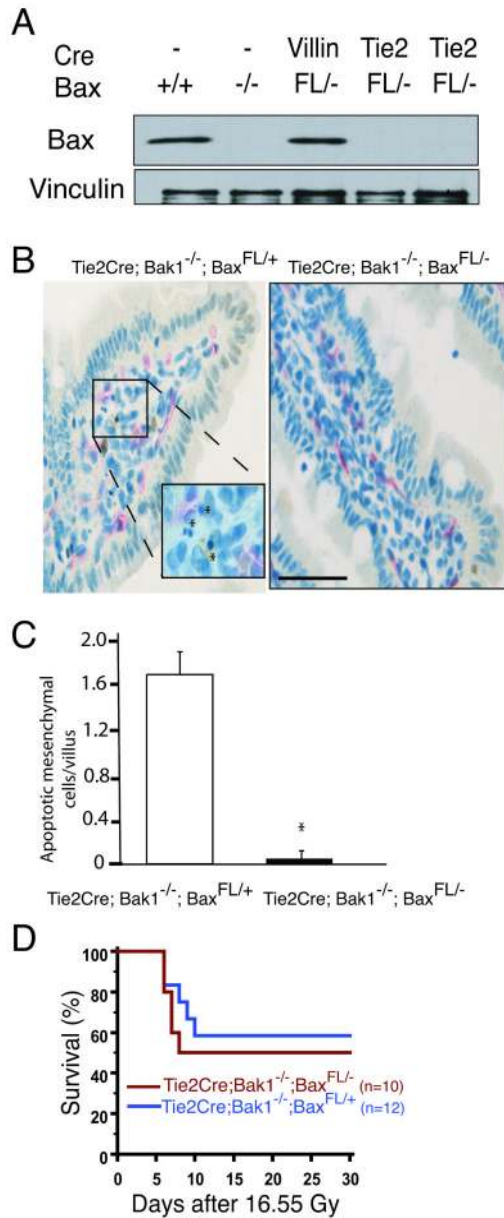 A
Cre - - Villin Tie2 Tie2
Bax +/+ -/- FL/- FL/- FL/-
Bax
Vinculin
B
Tie2Cre; Bak1-/-; BaxFL/+ Tie2Cre; Bak1-/-; BaxFL/-
*
*
*
C
Apoptotic mesenchymal
cells/villus
2.0
1.6
1.2
0.8
0.4
0
*
Tie2Cre; Bak1-/-; BaxFL/+ Tie2Cre; Bak1-/-; BaxFL/-
D
Survival (%)
100
80
60
40
20
0
Tie2Cre;Bak1-/-;BaxFL/- (n=10)
Tie2Cre;Bak1-/-;BaxFL/+ (n=12)
0 5 10 15 20 25 30
Days after 16.55 Gy